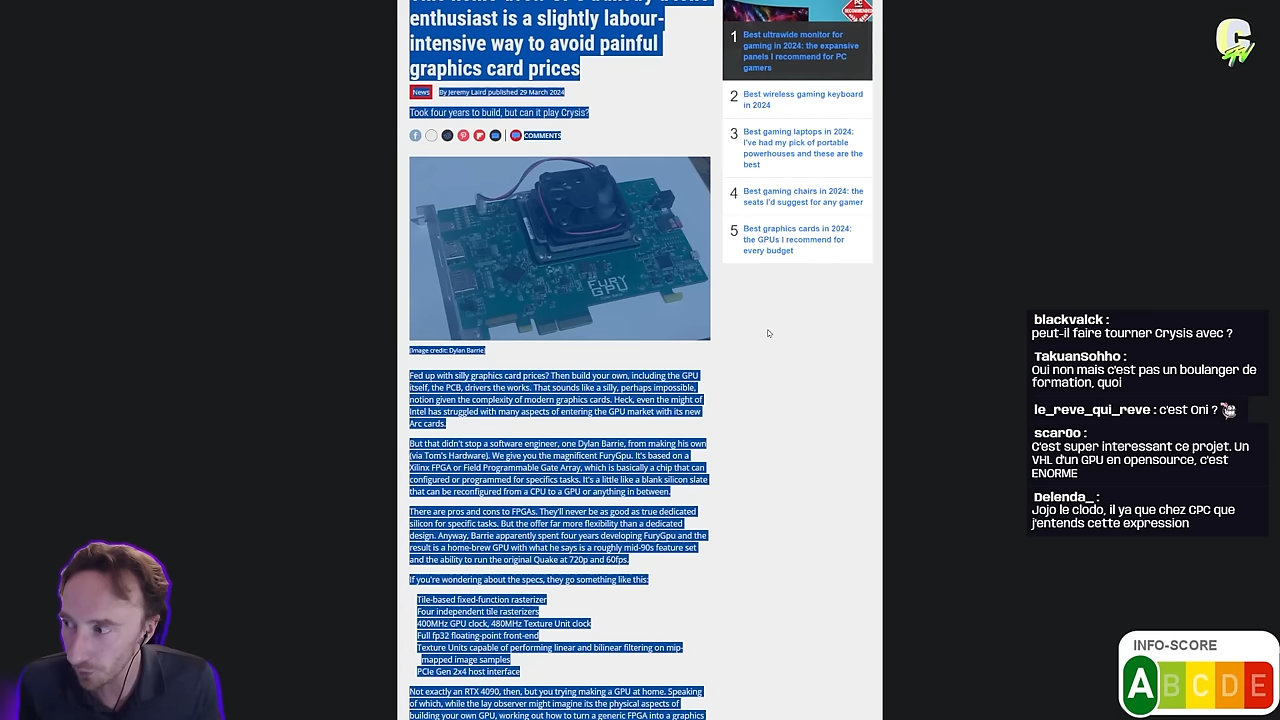 enthusiast is a slightly labour-
intensive way to avoid painful
graphics card prices
News
By Jeremy Laird published 29 March 2024
Took four years to build, but can it play Crysis?
COMMENTS
FURY
GPU
(Image credit: Dylan Barrie)
Fed up with silly graphics card prices? Then build your own, including the GPU
itself, the PCB, drivers the works. That sounds like a silly, perhaps impossible,
notion given the complexity of modern graphics cards. Heck, even the might of
Intel has struggled with many aspects of entering the GPU market with its new
Arc cards.
But that didn't stop a software engineer, one Dylan Barrie, from making his own
(via Tom's Hardware). We give you the magnificent FuryGpu. It's based on a
Xilinx FPGA or Field Programmable Gate Array, which is basically a chip that can
configured or programmed for specifics tasks. It's a little like a blank silicon slate
that can be reconfigured from a CPU to a GPU or anything in between.
There are pros and cons to FPGAs. They'll never be as good as true dedicated
silicon for specific tasks. But the offer far more flexibility than a dedicated
design. Anyway, Barrie apparently spent four years developing FuryGpu and the
result is a home-brew GPU with what he says is a roughly mid-90s feature set
and the ability to run the original Quake at 720p and 60fps.
If you're wondering about the specs, they go something like this:
Tile-based fixed-function rasterizer
Four independent tile rasterizers
400MHz GPU clock, 480MHz Texture Unit clock
Full fp32 floating-point front-end
Texture Units capable of performing linear and bilinear filtering on mip-
mapped image samples
PCIe Gen 2x4 host interface
Not exactly an RTX 4090, then, but you trying making a GPU at home. Speaking
of which, while the lay observer might imagine its the physical aspects of
building your own GPU, working out how to turn a generic FPGA into a graphics
PC
RECOMMENDED
1 Best ultrawide monitor for
gaming in 2024: the expansive
panels I recommend for PC
gamers
2 Best wireless gaming keyboard
in 2024
3 Best gaming laptops in 2024:
I've had my pick of portable
powerhouses and these are the
best
4 Best gaming chairs in 2024: the
seats I'd suggest for any gamer
5 Best graphics cards in 2024:
the GPUs I recommend for
every budget
blackvalck :
peut-il faire tourner Crysis avec ?
TakuanSohho :
Oui norma, c'est pas un boulanger de
formation, quoi
scar0o :
C'est surtout un enorme projet. Un
VHL d'un GPU en opensource c'est
ENORME
Delenda_ :
INFO-SCORE
A
C
D
E